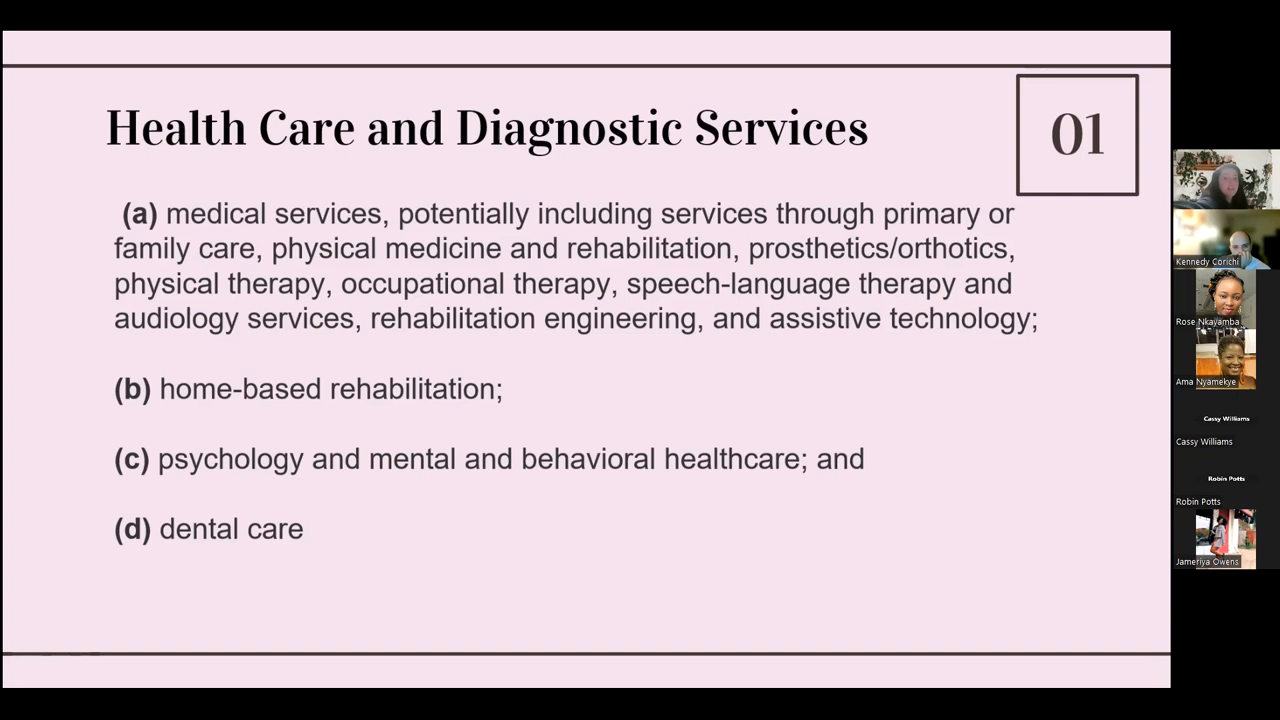 Health Care and Diagnostic Services
01
(a) medical services, potentially including services through primary or
family care, physical medicine and rehabilitation, prosthetics/orthotics,
physical therapy, occupational therapy, speech-language therapy and
audiology services, rehabilitation engineering, and assistive technology;
(b) home-based rehabilitation;
(c) psychology and mental and behavioral healthcare; and
(d) dental care
Kennedy Corichi
Rose Nkayamba
Ama Nyamekye
Cassy Williams
Cassy Williams
Robin Potts
Robin Potts
Jameriya Owens